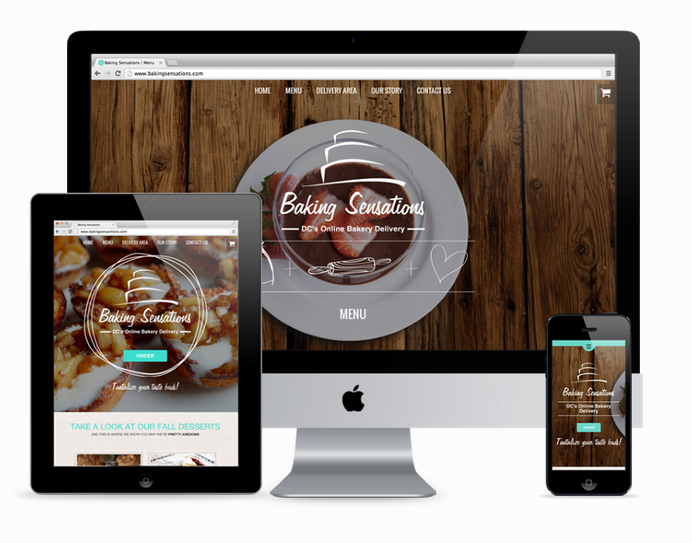 Baking Sensations | Menu
www.bakingsensations.com
HOME MENU DELIVERY AREA OUR STORY CONTACT US
Baking Sensations
DC's Online Bakery Delivery
MENU
Baking Sensations
www.bakingsensations.com
HOME MENU DELIVERY AREA OUR STORY CONTACT US
Baking Sensations
DC's Online Bakery Delivery
ORDER
Tantalize your taste buds!
TAKE A LOOK AT OUR FALL DESSERTS
AND THIS IS WHERE WE SHOW YOU WHY WE'RE PRETTY AWESOME.
Baking Sensations
DC's Online Bakery
Delivery
ORDER
Tantalize your taste buds!